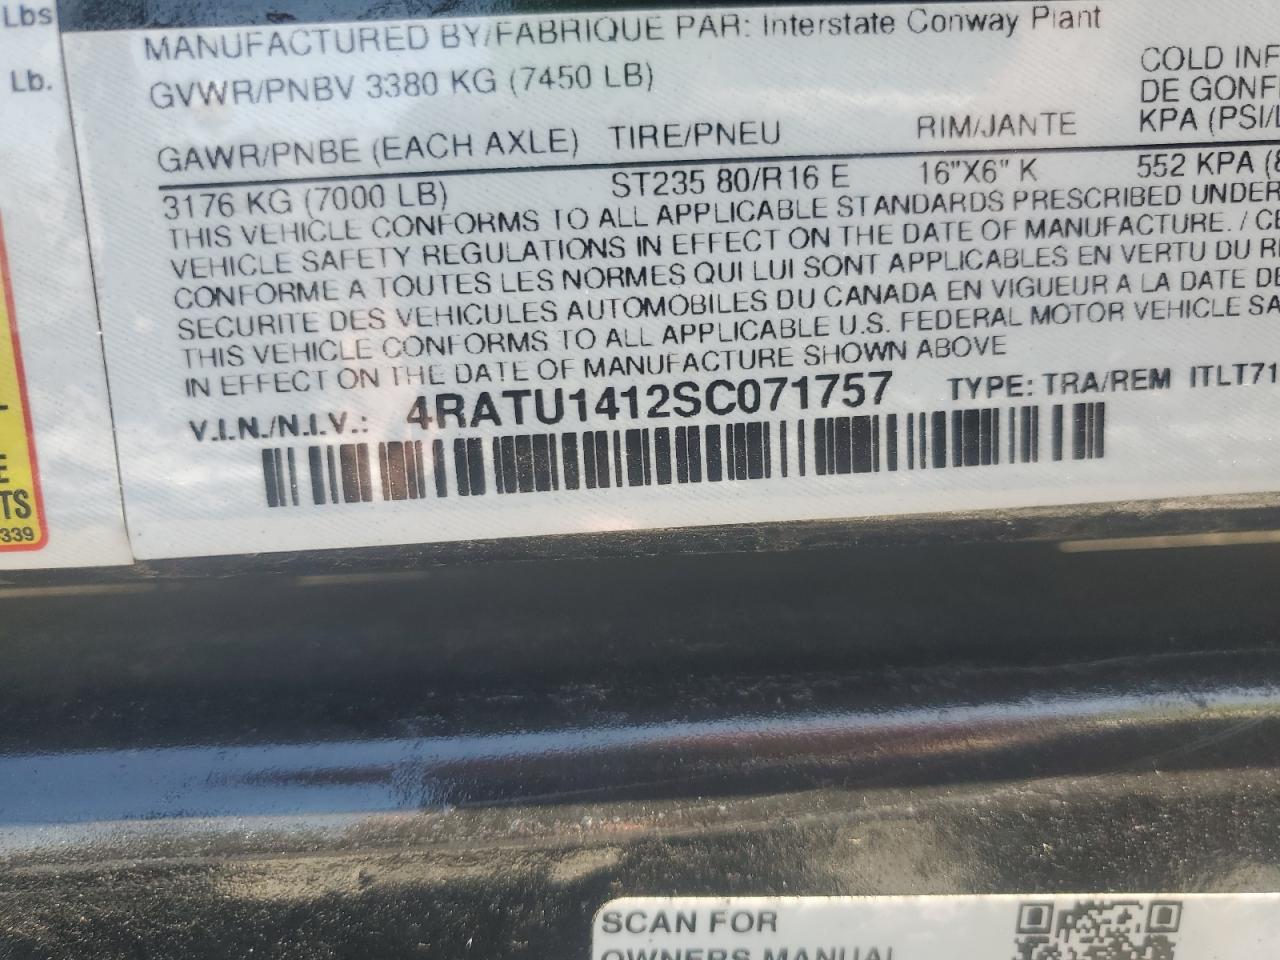 Lbs
Lb.
MANUFACTURED BY/FABRIQUE PAR: Interstate Conway Plant
GVWR/PNBV 3380 KG (7450 LB)
COLD INF
DE GONF
GAWR/PNBE (EACH AXLE) TIRE/PNEU RIM/JANTE KPA (PSI/
3176 KG (7000 LB) ST235 80/R16 E 16"X6" K 552 KPA (8
THIS VEHICLE CONFORMS TO ALL APPLICABLE STANDARDS PRESCRIBED UNDER
VEHICLE SAFETY REGULATIONS IN EFFECT ON THE DATE OF MANUFACTURE. / CE
CONFORME A TOUTES LES NORMES QUI LUI SONT APPLICABLES EN VERTU DU R
SECURITE DES VEHICULES AUTOMOBILES DU CANADA EN VIGUEUR A LA DATE DE
THIS VEHICLE CONFORMS TO ALL APPLICABLE U.S. FEDERAL MOTOR VEHICLE SA
IN EFFECT ON THE DATE OF MANUFACTURE SHOWN ABOVE
V.I.N./N.I.V.: 4RATU1412SC071757 TYPE: TRA/REM ITLT71
E
TS
339
SCAN FOR
OWNERS MANUAL